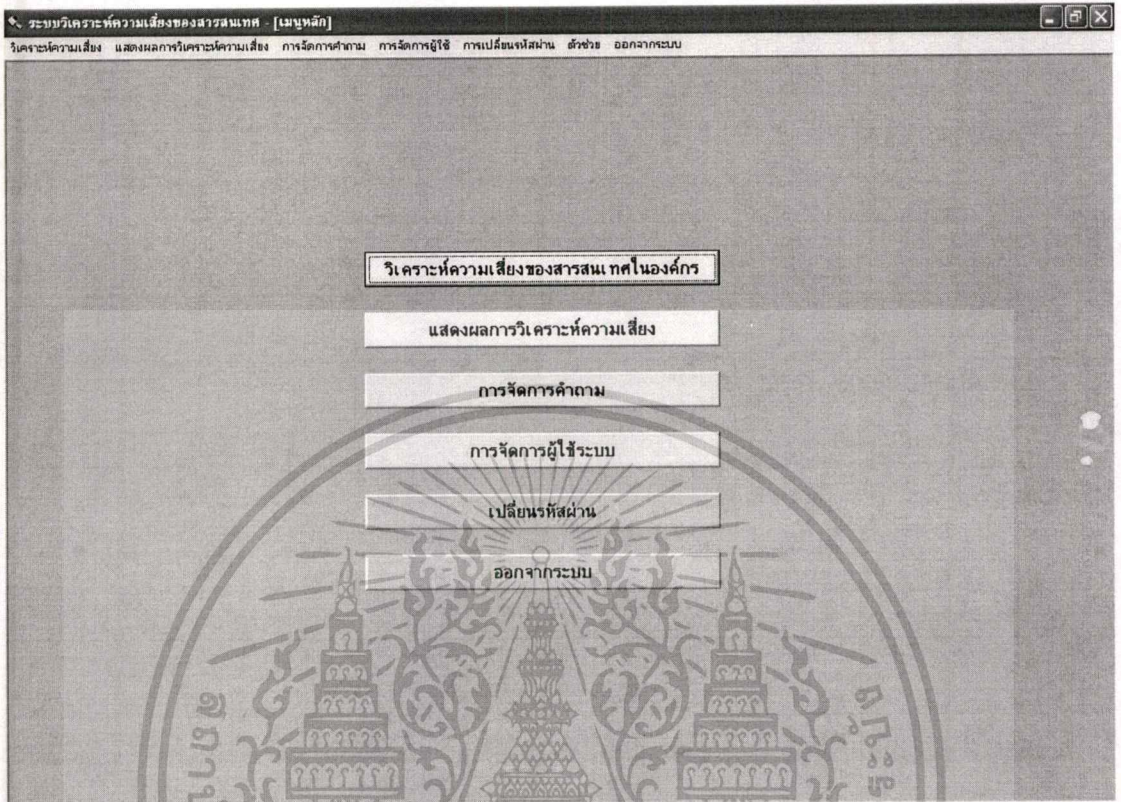 ระบบวิเคราะห์ความเสี่ยงของสารสนเทศ - [เมนูหลัก]
วิเคราะห์ความเสี่ยง แสดงผลการวิเคราะห์ความเสี่ยง การจัดการคำถาม การจัดการผู้ใช้ การเปลี่ยนรหัสผ่าน ตัวช่วย ออกจากระบบ
วิเคราะห์ความเสี่ยงของสารสนเทศในองค์กร
แสดงผลการวิเคราะห์ความเสี่ยง
การจัดการคำถาม
การจัดการผู้ใช้ระบบ
เปลี่ยนรหัสผ่าน
ออกจากระบบ